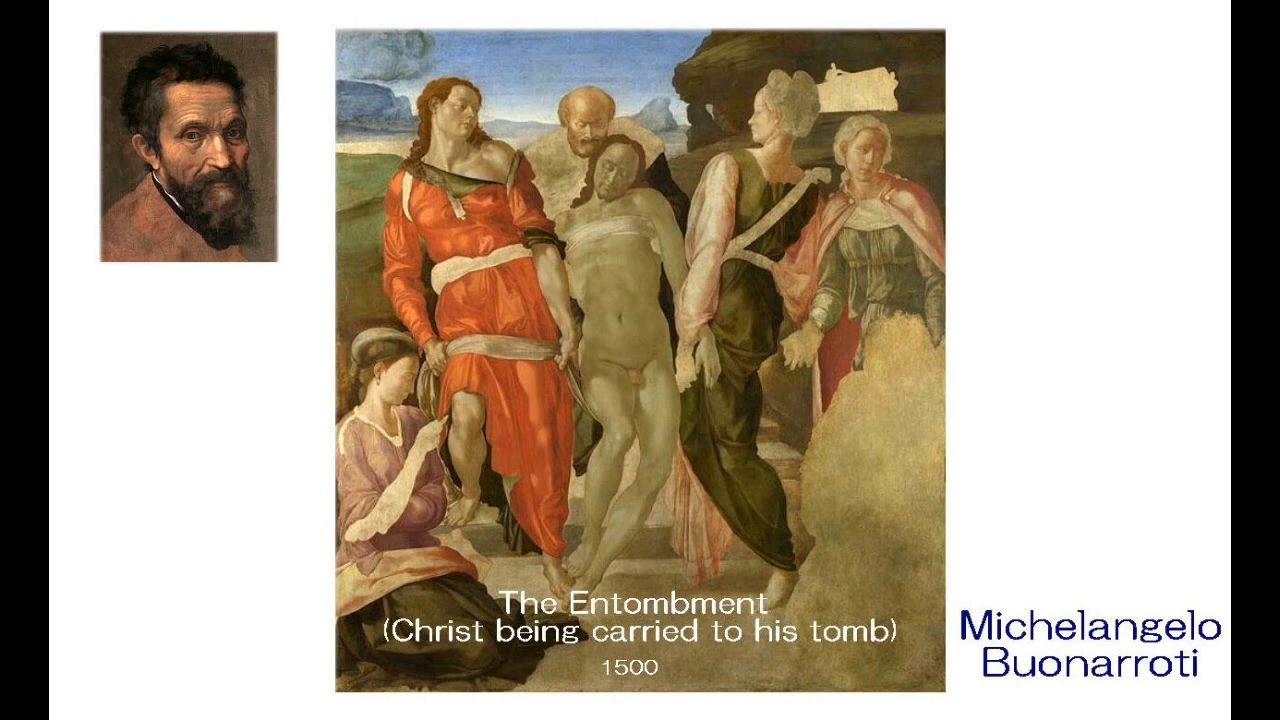 The Entombment
(Christ being carried to his tomb)
1500
Michelangelo
Buonarroti